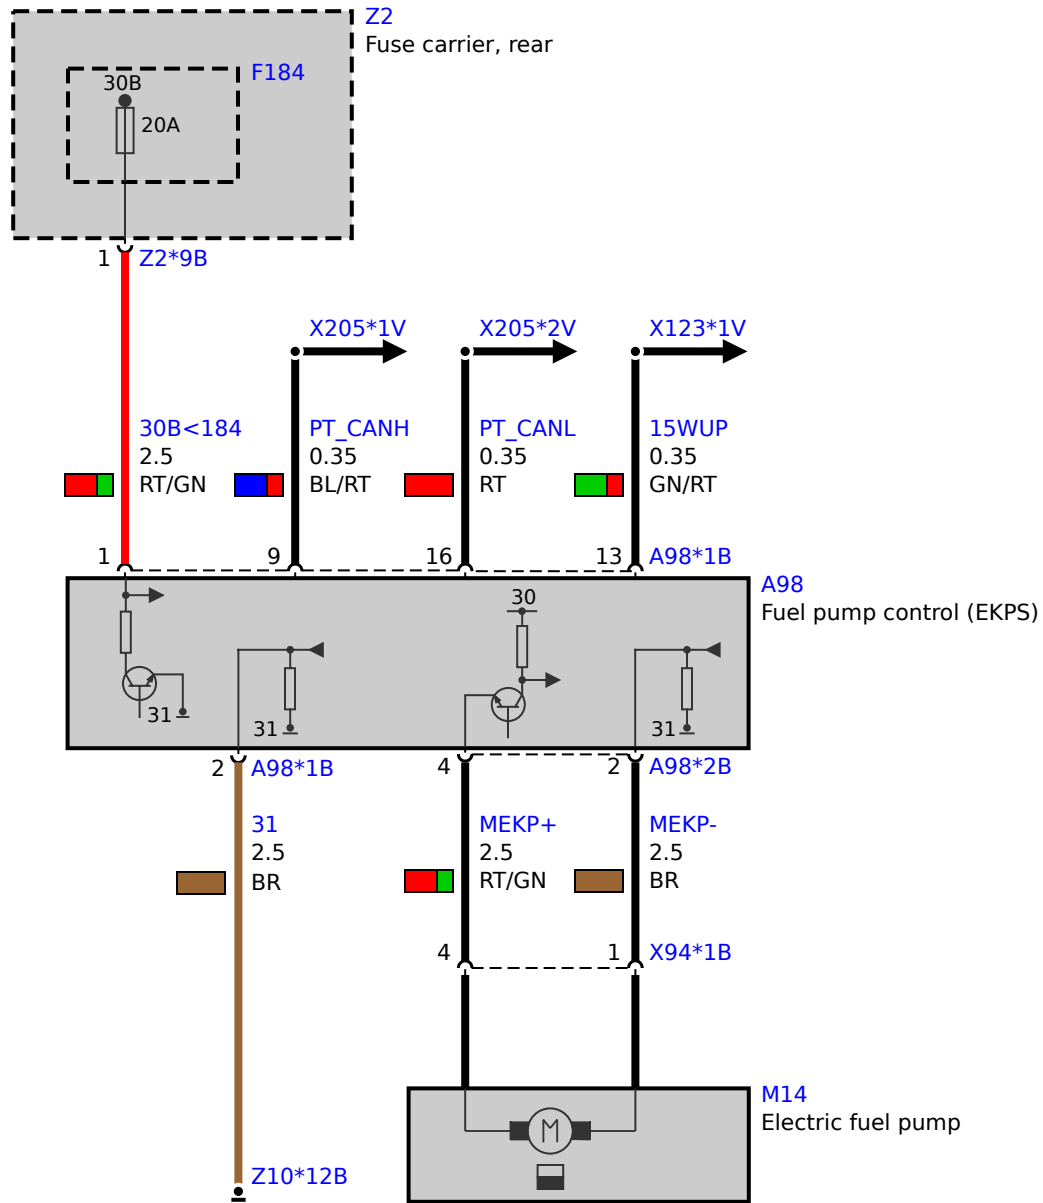 Z2
Fuse carrier, rear
F184
30B
20A
1
Z2*9B
X205*1V
X205*2V
X123*1V
30B<184
2.5
RT/GN
PT_CANH
0.35
BL/RT
PT_CANL
0.35
RT
15WUP
0.35
GN/RT
1
9
16
13
A98*1B
A98
Fuel pump control (EKPS)
30
31
31
31
2
A98*1B
4
2
A98*2B
31
2.5
BR
MEKP+
2.5
RT/GN
MEKP-
2.5
BR
4
1
X94*1B
M14
Electric fuel pump
M
Z10*12B